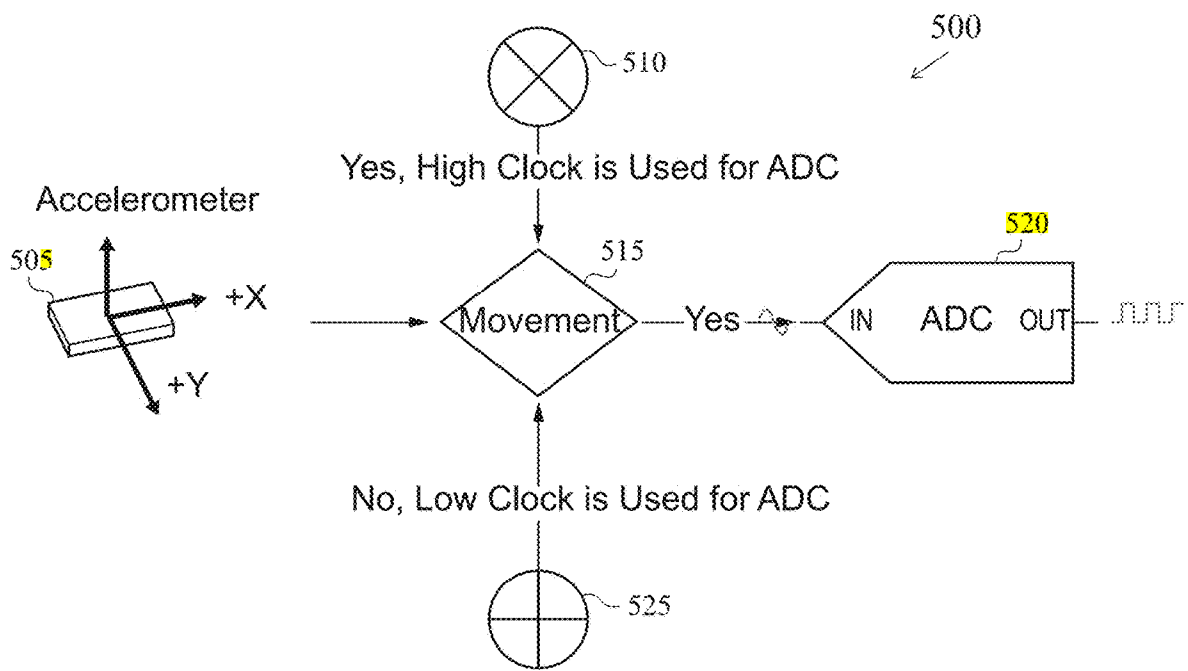 500
510
Yes, High Clock is Used for ADC
Accelerometer
505
+X
+Y
515
Movement
Yes
520
IN ADC OUT
No, Low Clock is Used for ADC
525